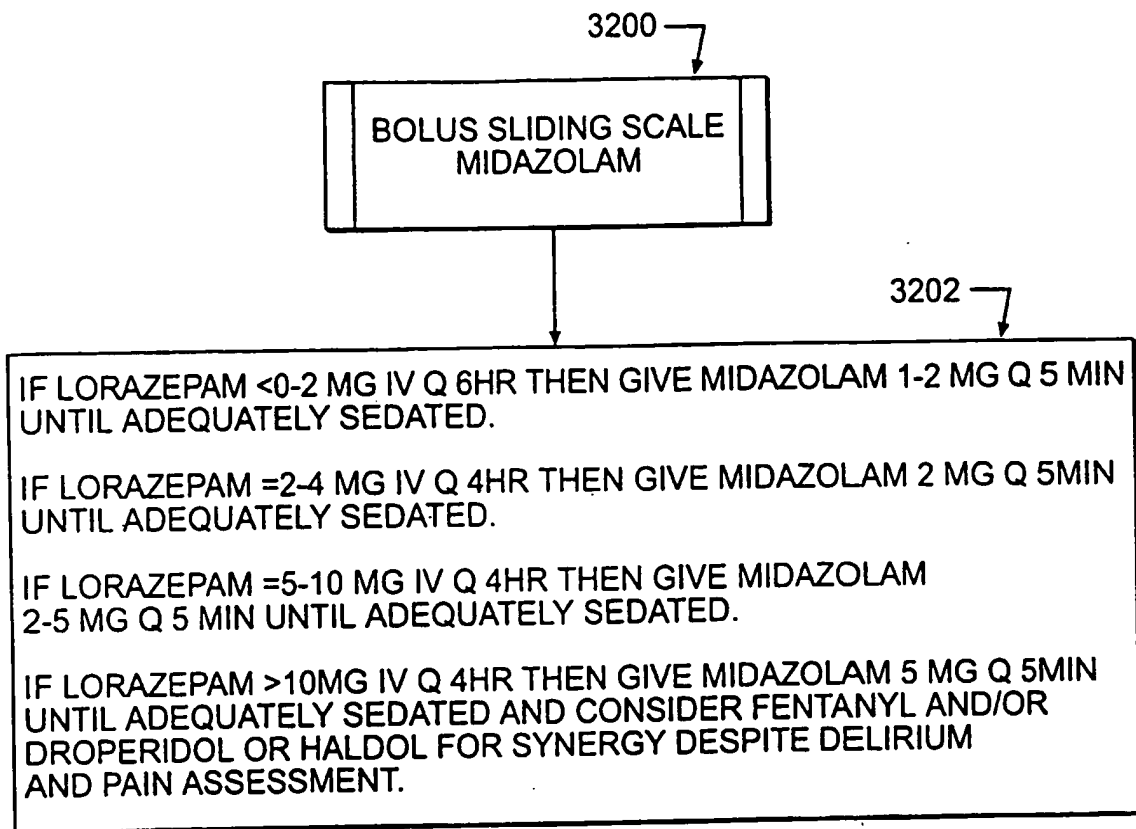 3200
BOLUS SLIDING SCALE
MIDAZOLAM
3202
IF LORAZEPAM <0-2 MG IV Q 6HR THEN GIVE MIDAZOLAM 1-2 MG Q 5 MIN
UNTIL ADEQUATELY SEDATED.
IF LORAZEPAM =2-4 MG IV Q 4HR THEN GIVE MIDAZOLAM 2 MG Q 5MIN
UNTIL ADEQUATELY SEDATED.
IF LORAZEPAM =5-10 MG IV Q 4HR THEN GIVE MIDAZOLAM
2-5 MG Q 5 MIN UNTIL ADEQUATELY SEDATED.
IF LORAZEPAM >10MG IV Q 4HR THEN GIVE MIDAZOLAM 5 MG Q 5MIN
UNTIL ADEQUATELY SEDATED AND CONSIDER FENTANYL AND/OR
DROPERIDOL OR HALDOL FOR SYNERGY DESPITE DELIRIUM
AND PAIN ASSESSMENT.